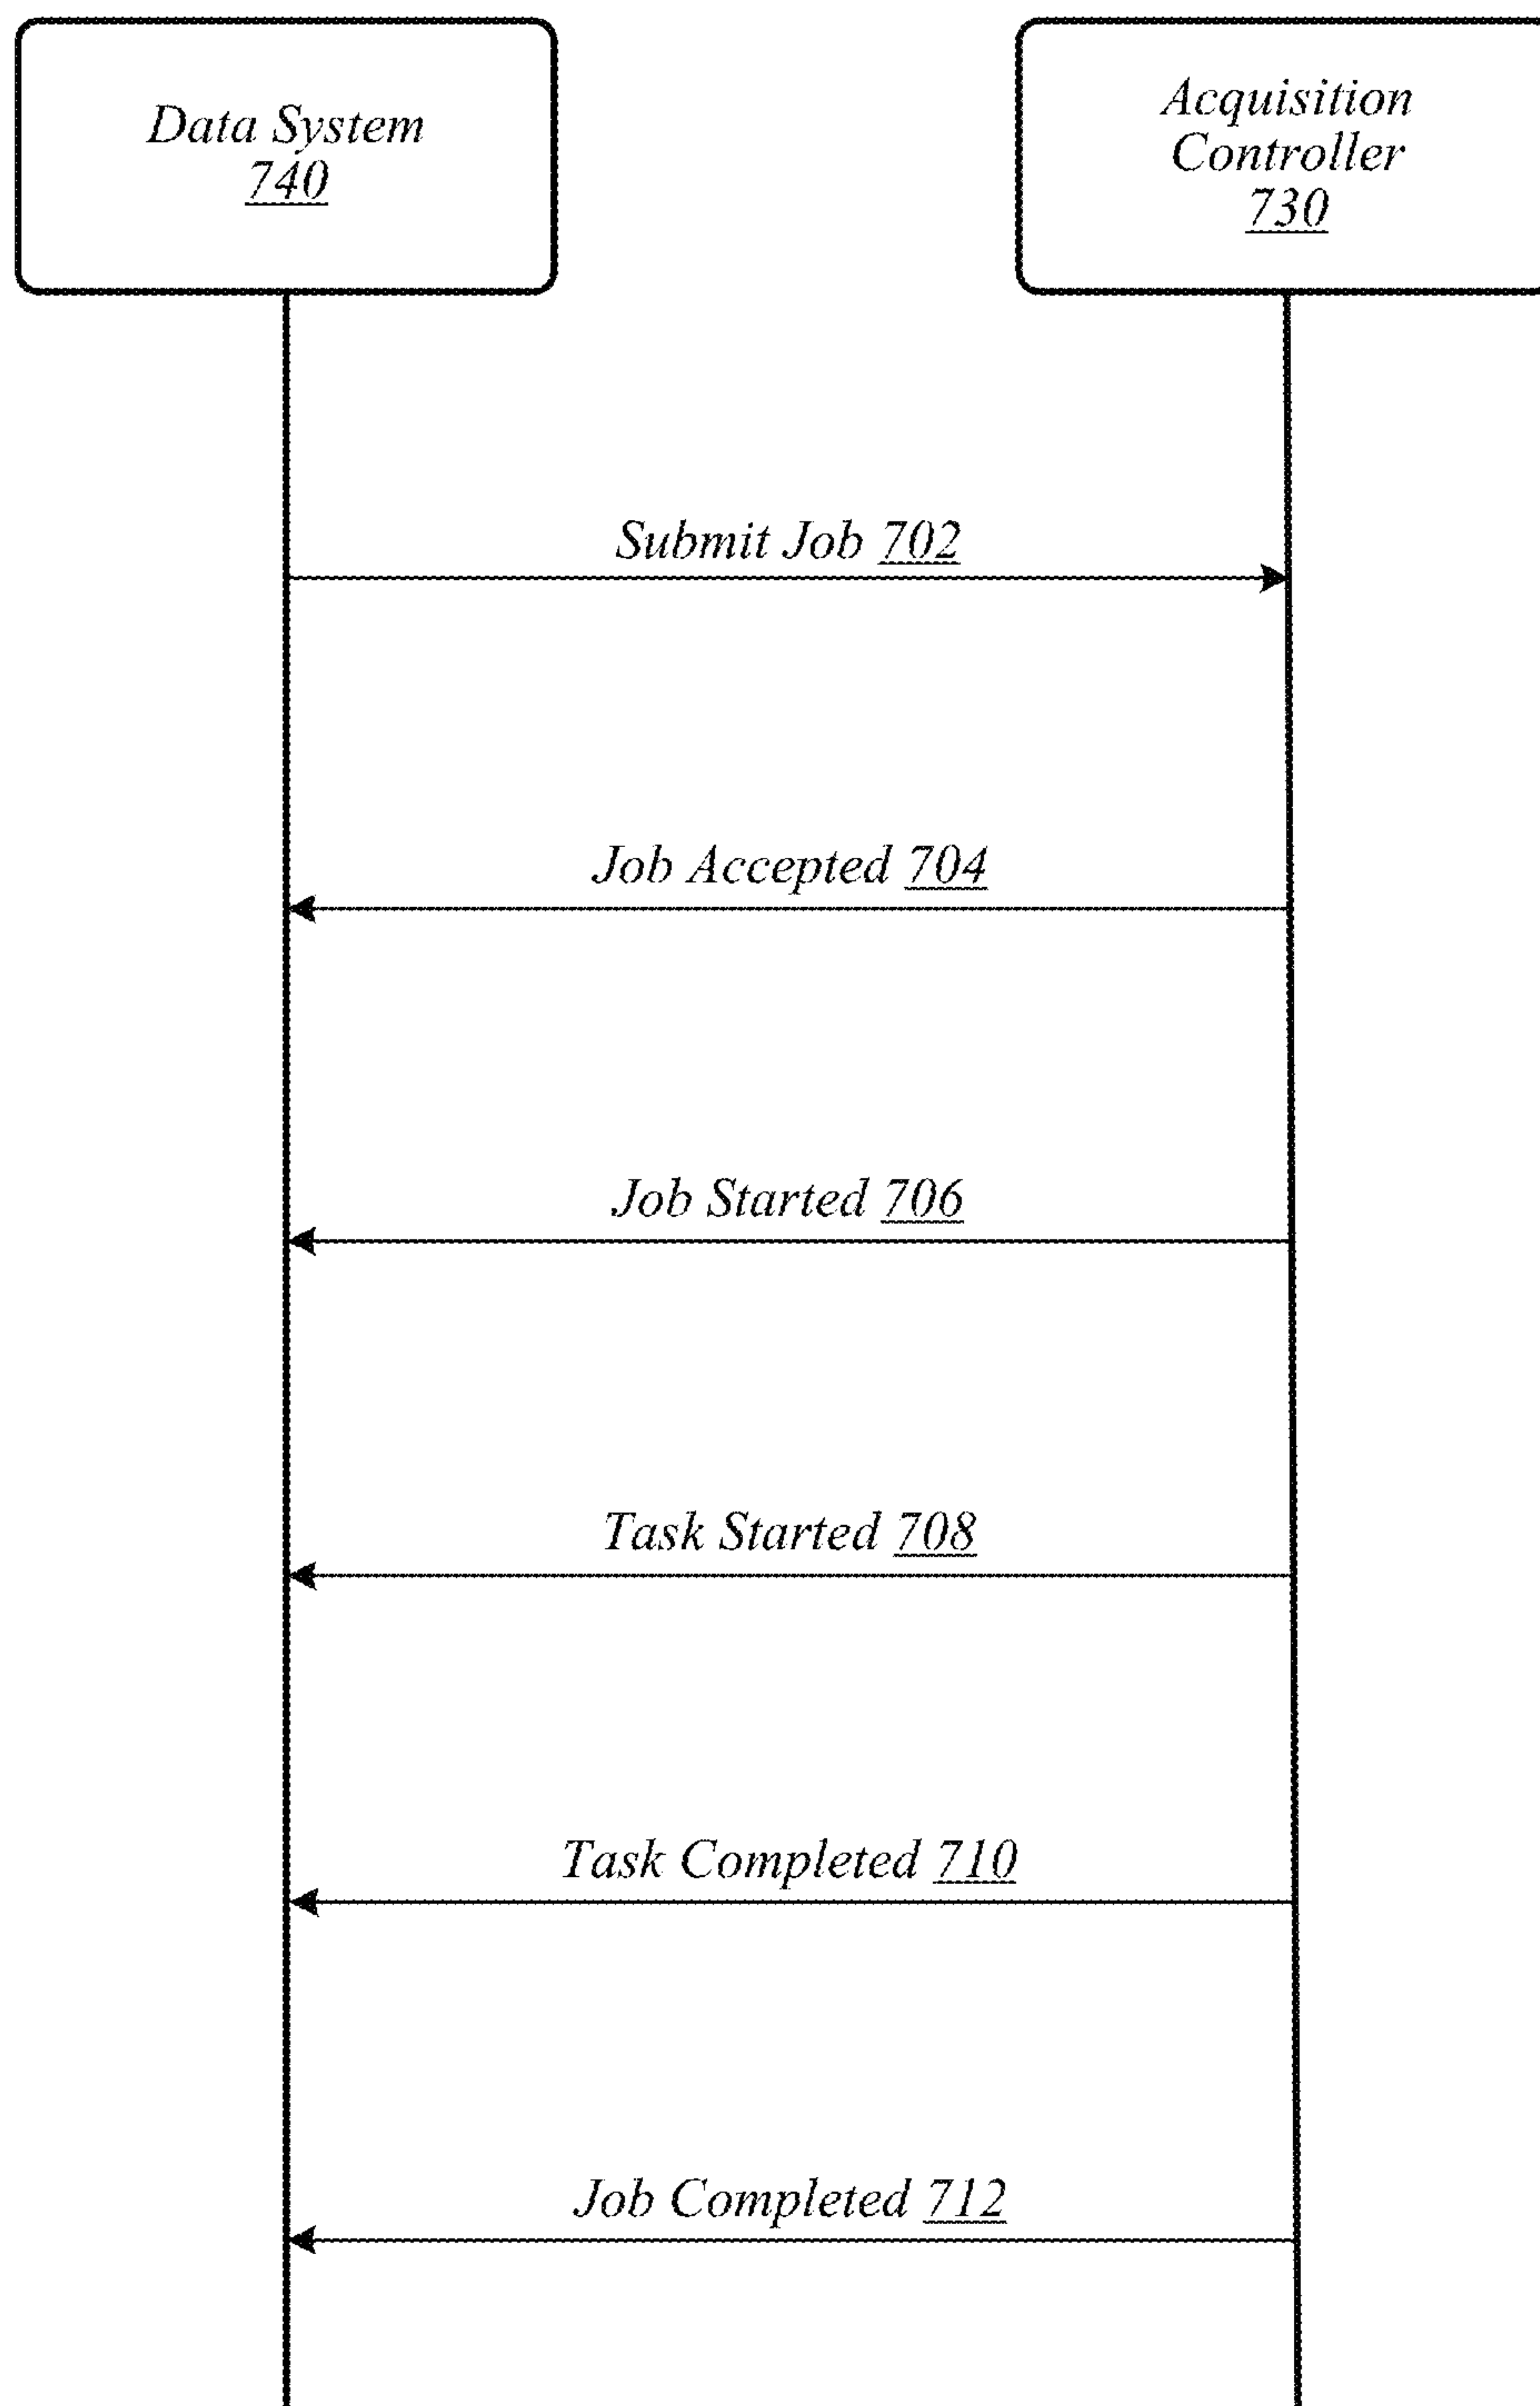 Data System
740
Acquisition
Controller
730
Submit Job 702
Job Accepted 704
Job Started 706
Task Started 708
Task Completed 710
Job Completed 712